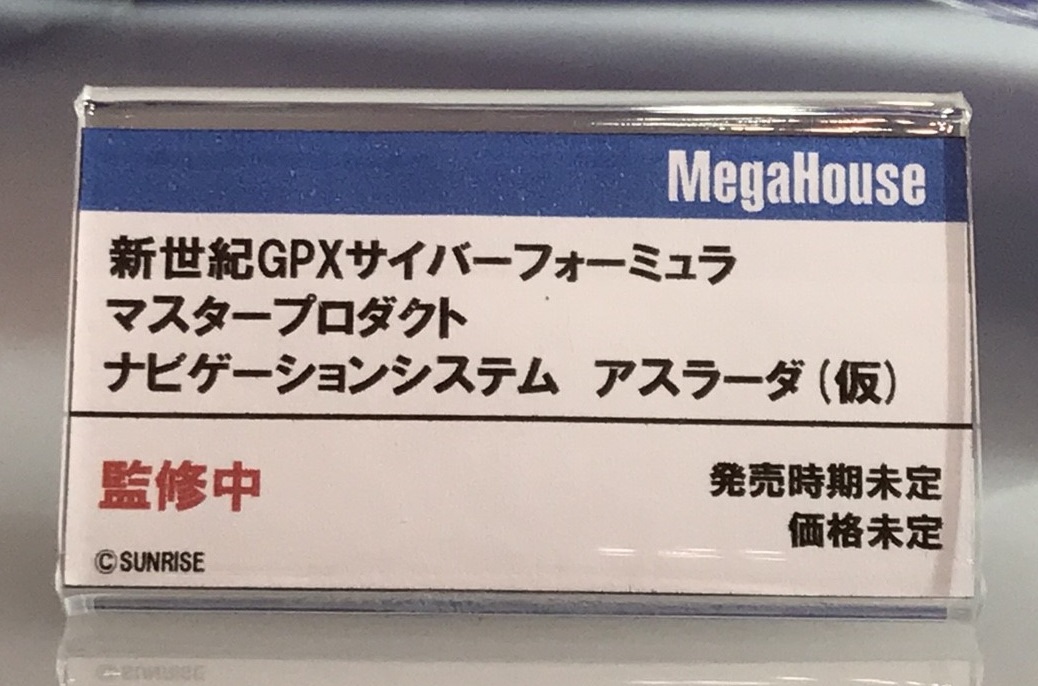 MegaHouse
新世紀GPXサイバーフォーミュラ
マスタープロダクト
ナビゲーションシステム アスラーダ(仮)
監修中
発売時期未定
価格未定
©SUNRISE